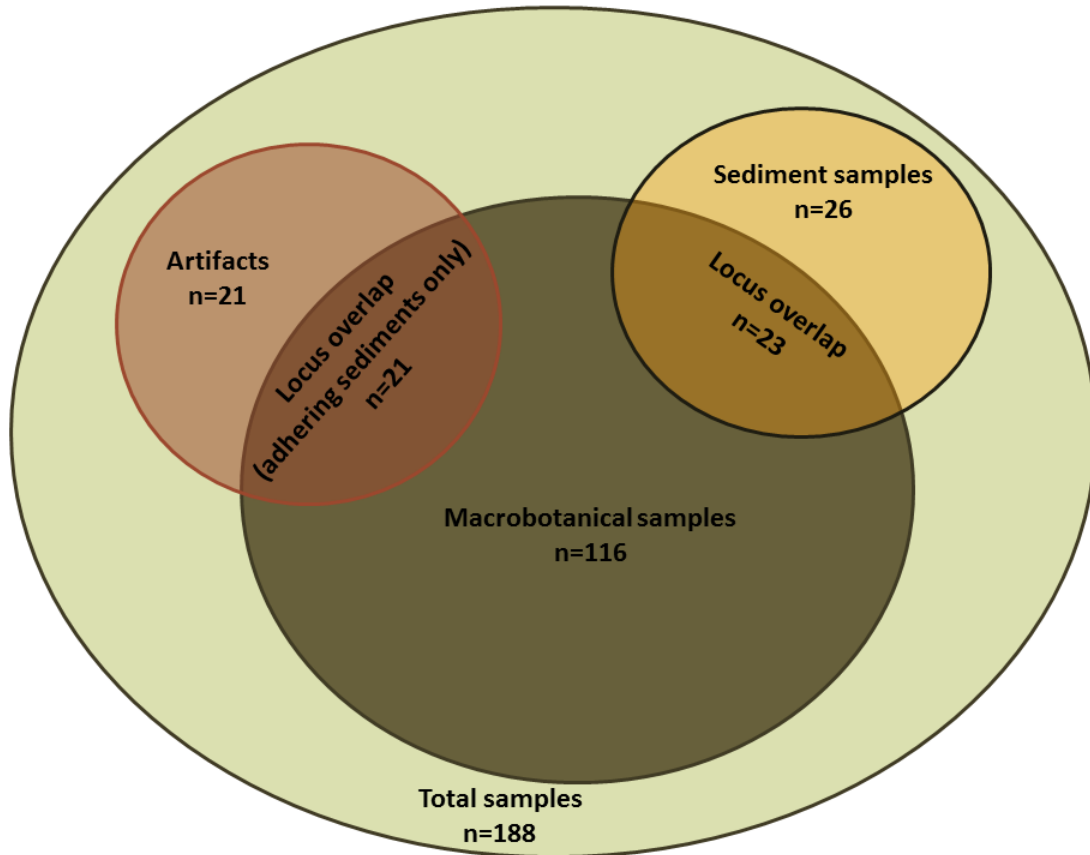 Sediment samples
n=26
Artifacts
n=21
Locus overlap
(adhering sediments only)
n=21
Locus overlap
n=23
Macrobotanical samples
n=116
Total samples
n=188